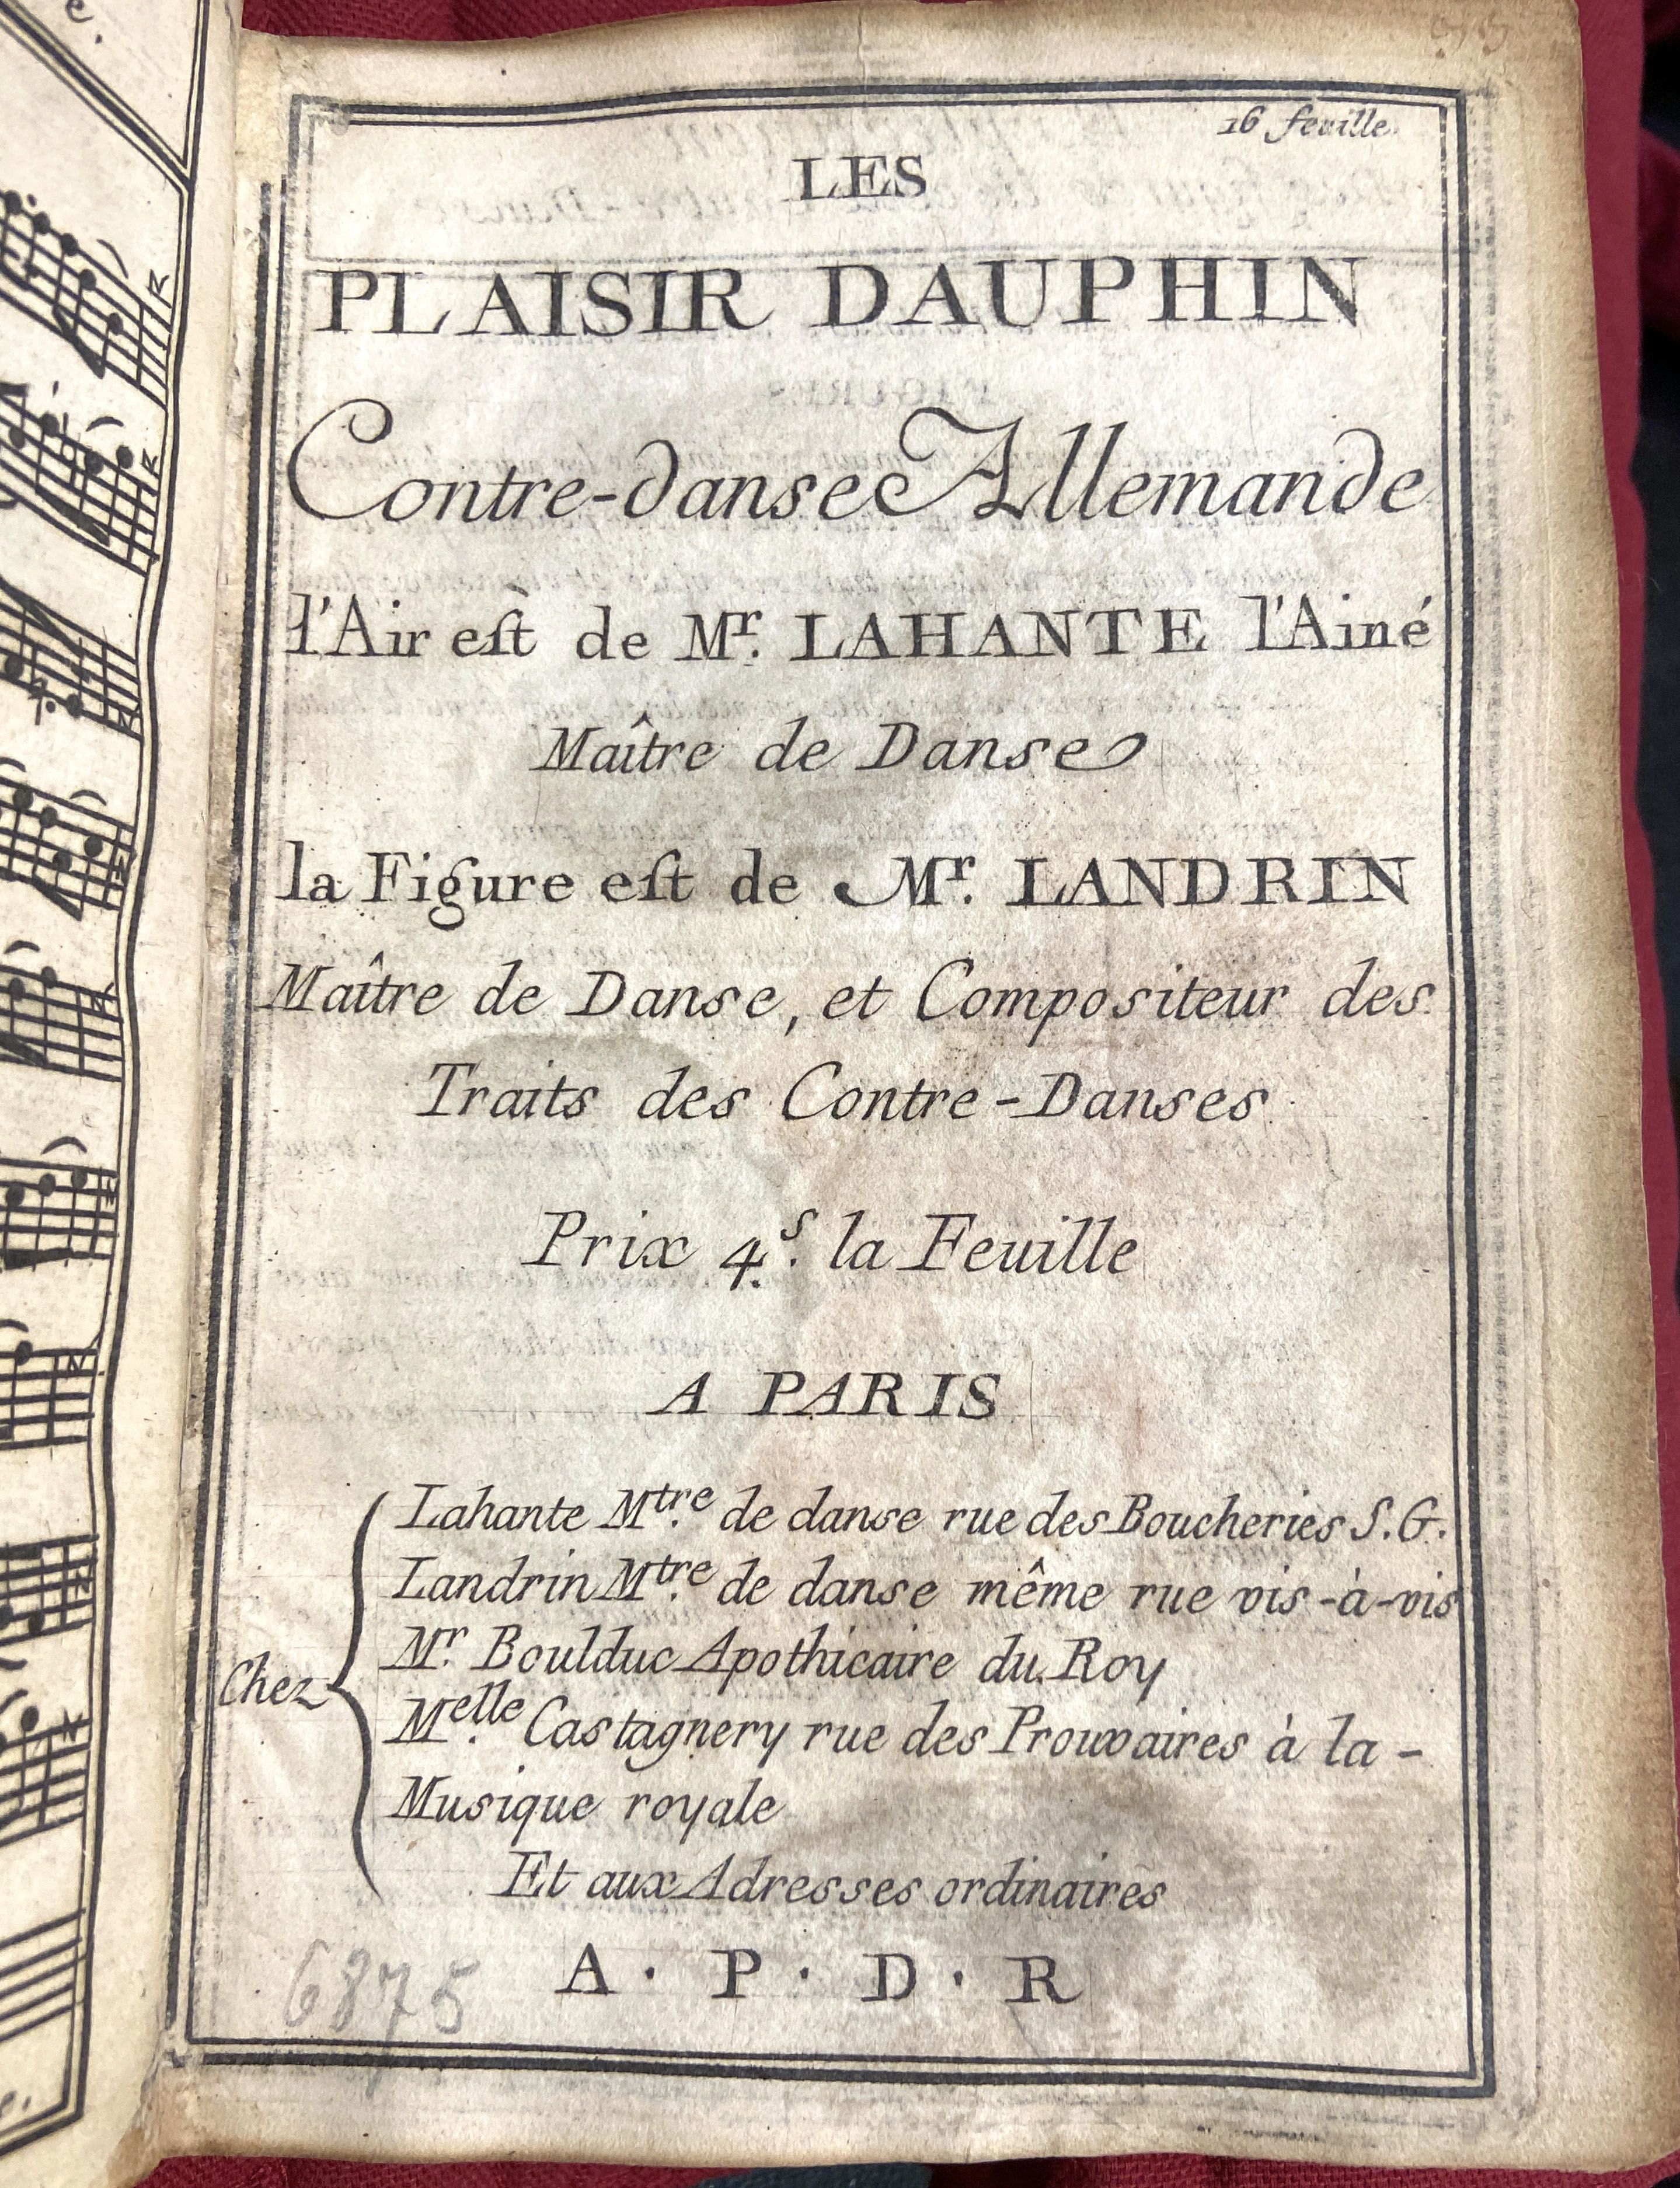 16 feuille.
LES
PLAISIR DAUPHIN
Contre-danse Allemande
l'Air eſt de Mr. LAHANTE l'Ainé
Maître de Danse
la Figure eſt de Mr. LANDRIN
Maître de Danse, et Compositeur des
Traits des Contre-Danses
Prix 4.s. la Feuille
A PARIS
Lahante Mtre. de danse rue des Boucheries S.G.
Landrin Mtre. de danse même rue vis-à-vis
Mr. Boulduc Apothicaire du Roy
Chez
Melle. Castagnery rue des Prouvaires à la-
Musique royale
Et aux Adresses ordinaires
A. P. D. R
6875